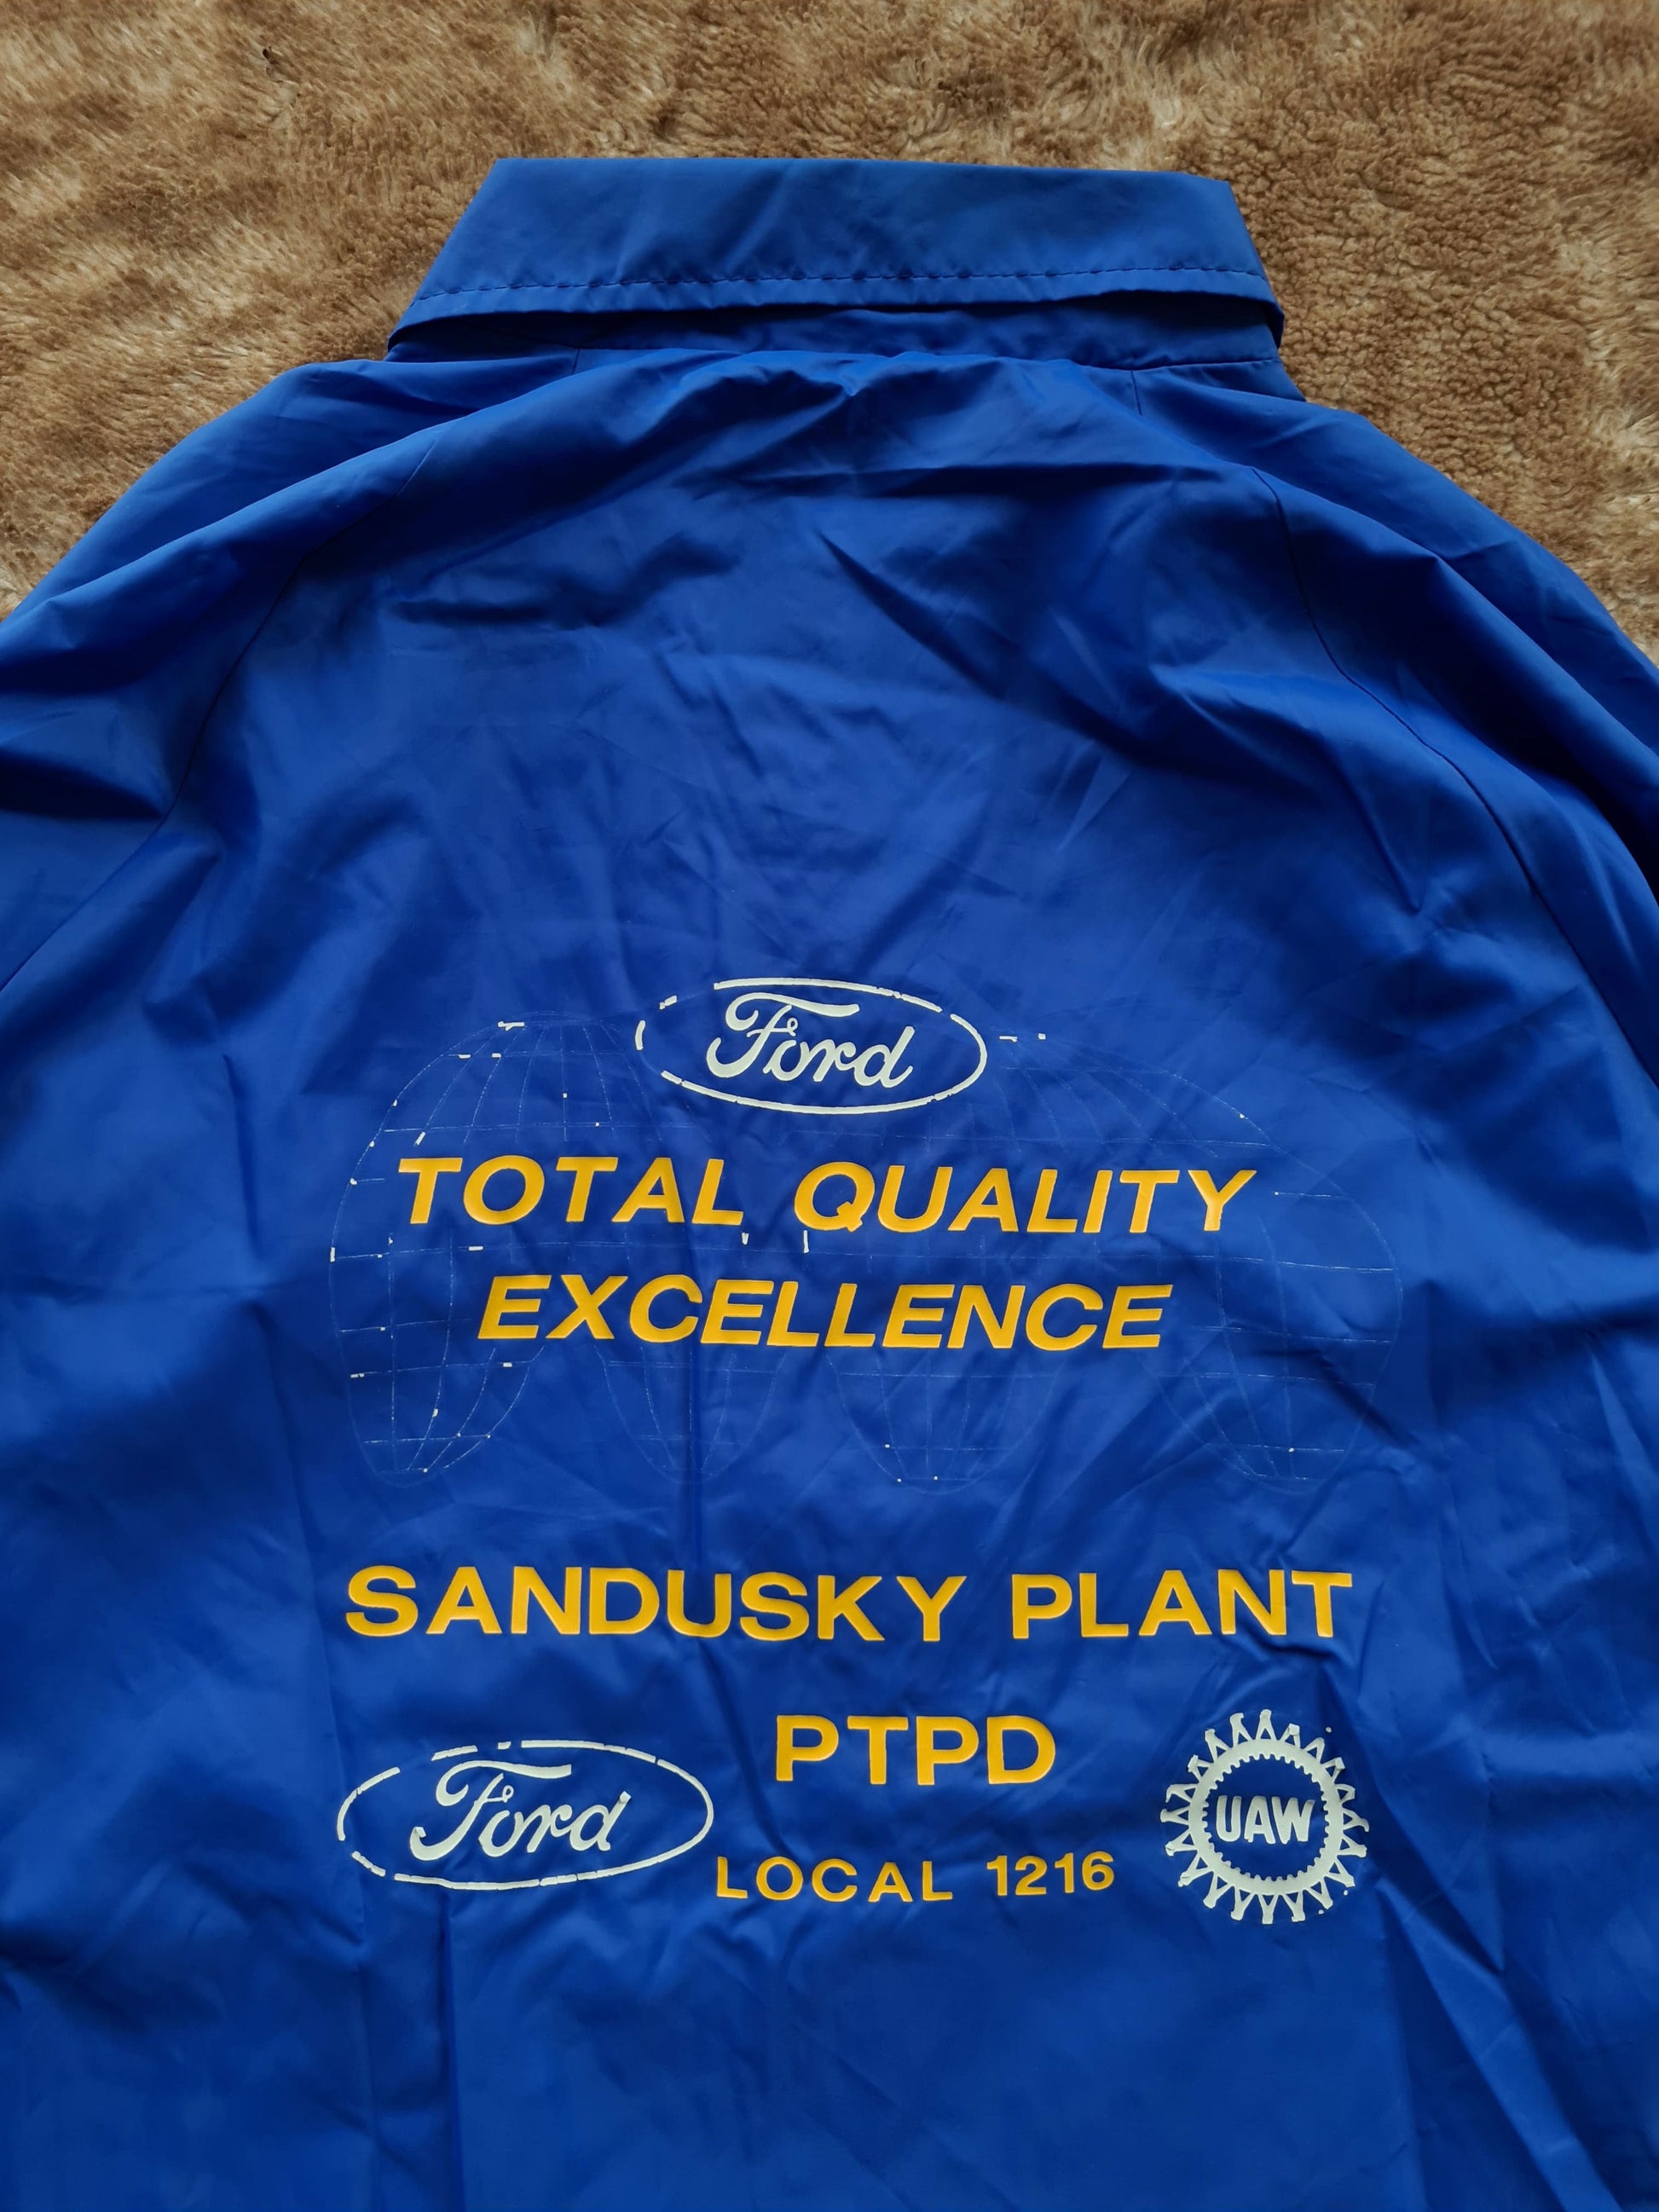 Ford
TOTAL QUALITY
EXCELLENCE
SANDUSKY PLANT
PTPD
Ford
LOCAL 1216
UAW